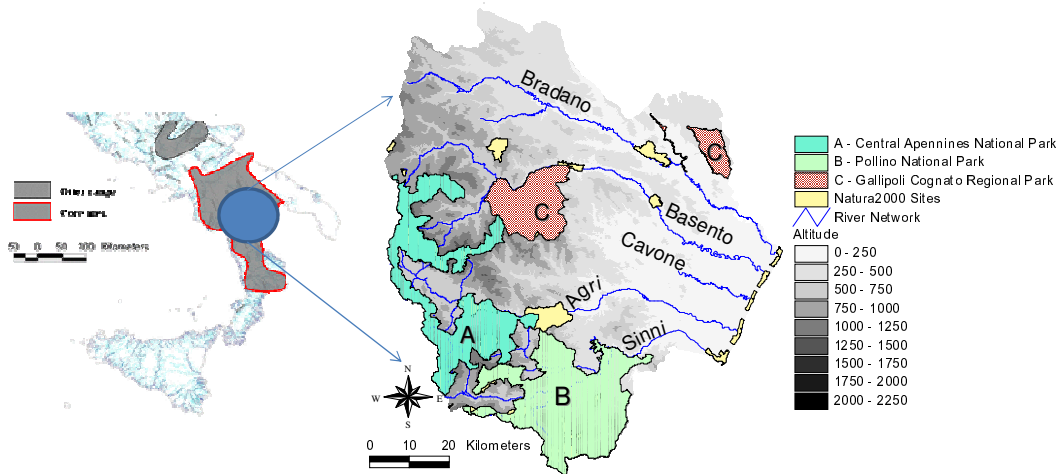 50 0 50 100 Kilometers
Bradano
C
C
Basento
Cavone
Agri
Sinni
A
B
N
W E
S
0 10 20 Kilometers
A - Central Apennines National Park
B - Pollino National Park
C - Gallipoli Cognato Regional Park
Natura2000 Sites
River Network
Altitude
0 - 250
250 - 500
500 - 750
750 - 1000
1000 - 1250
1250 - 1500
1500 - 1750
1750 - 2000
2000 - 2250